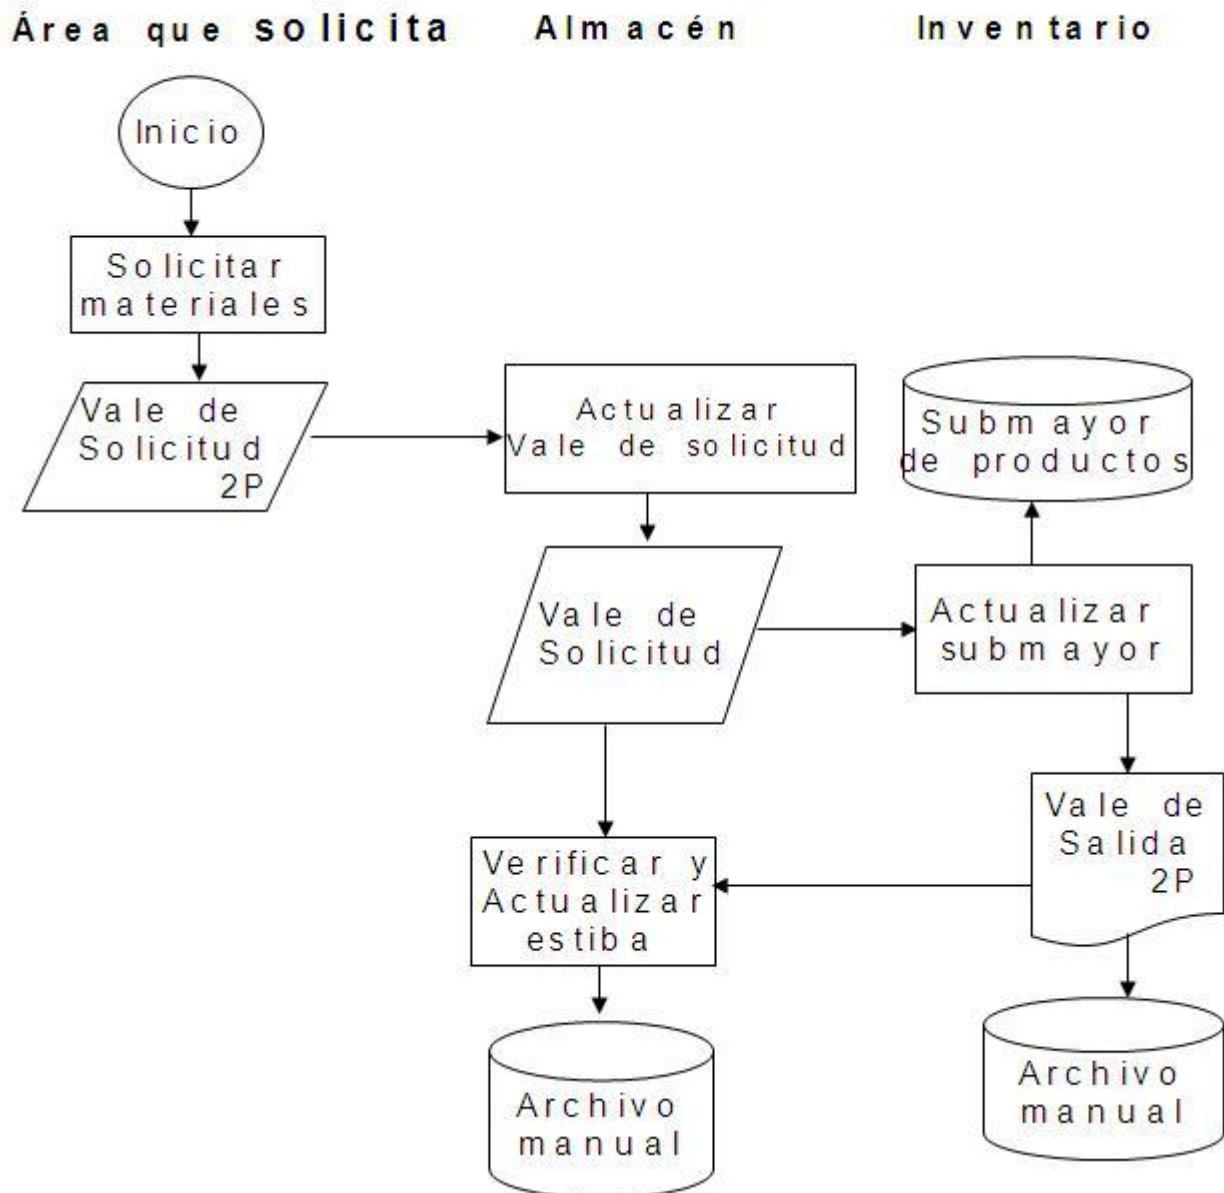 Área que solicita
Almacén
Inventario
Inicio
Solicitar
materiales
Vale de
Solicitud
2P
Actualizar
Vale de solicitud
Submayor
de productos
Vale de
Solicitud
Actualizar
submayor
Vale de
Salida
2P
Verificar y
Actualizar
estiba
Archivo
manual
Archivo
manual